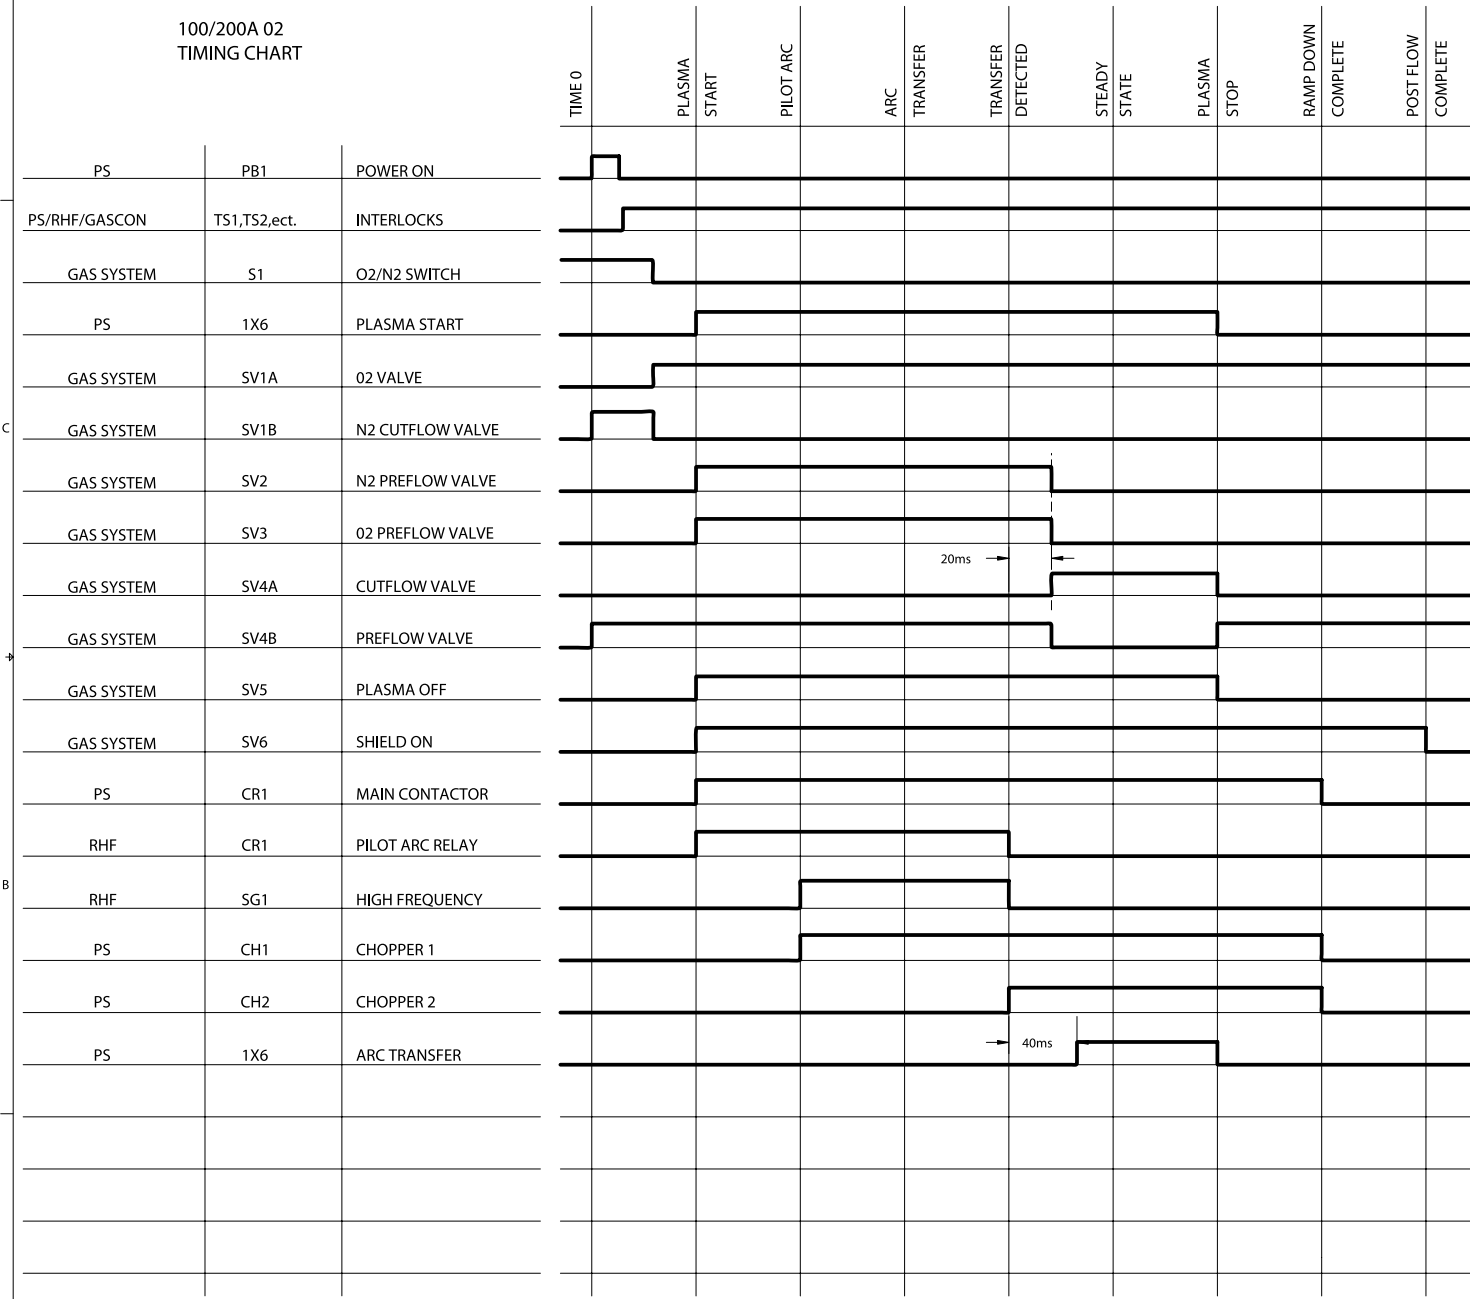 100/200A 02
TIMING CHART
TIME 0
PLASMA
START
PILOT ARC
ARC
TRANSFER
TRANSFER
DETECTED
STEADY
STATE
PLASMA
STOP
RAMP DOWN
COMPLETE
POST FLOW
COMPLETE
PS PB1 POWER ON
PS/RHF/GASCON TS1,TS2,ect. INTERLOCKS
GAS SYSTEM S1 O2/N2 SWITCH
PS 1X6 PLASMA START
GAS SYSTEM SV1A 02 VALVE
C
GAS SYSTEM SV1B N2 CUTFLOW VALVE
GAS SYSTEM SV2 N2 PREFLOW VALVE
GAS SYSTEM SV3 02 PREFLOW VALVE
20ms
GAS SYSTEM SV4A CUTFLOW VALVE
GAS SYSTEM SV4B PREFLOW VALVE
GAS SYSTEM SV5 PLASMA OFF
GAS SYSTEM SV6 SHIELD ON
PS CR1 MAIN CONTACTOR
RHF CR1 PILOT ARC RELAY
B
RHF SG1 HIGH FREQUENCY
PS CH1 CHOPPER 1
PS CH2 CHOPPER 2
40ms
PS 1X6 ARC TRANSFER